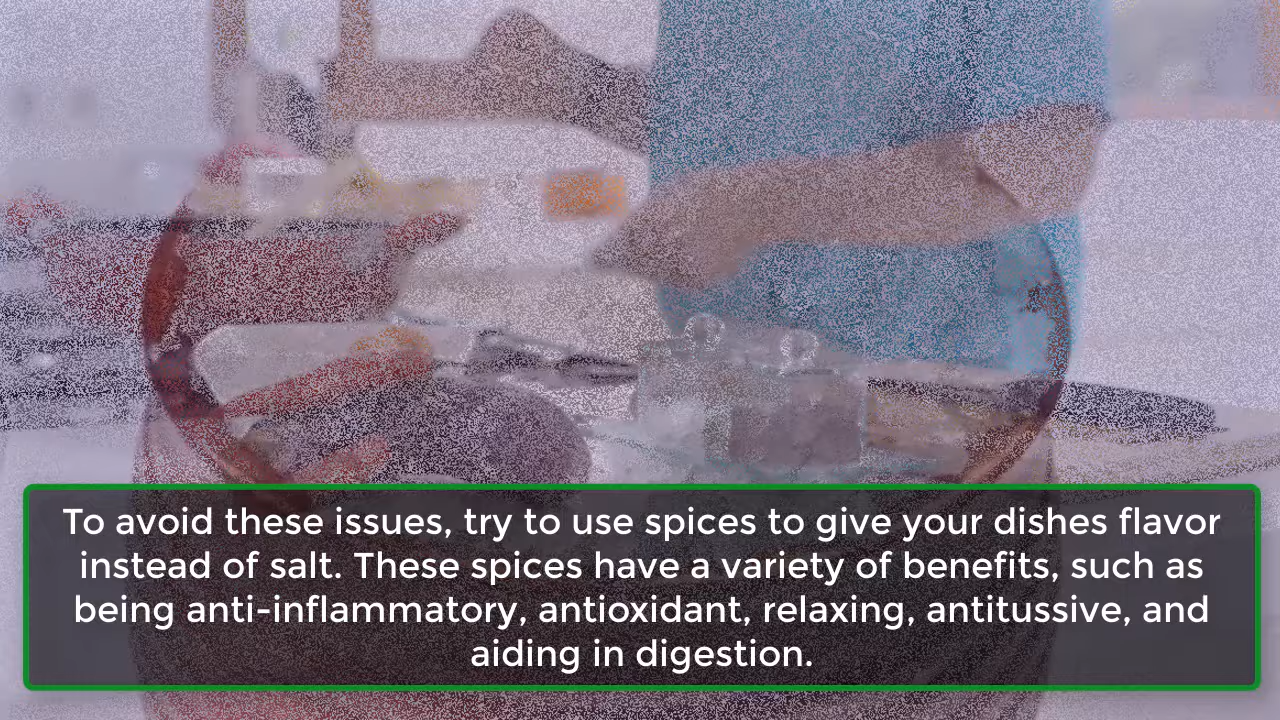 To avoid these issues, try to use spices to give your dishes flavor
instead of salt. These spices have a variety of benefits, such as
being anti-inflammatory, antioxidant, relaxing, antitussive, and
aiding in digestion.